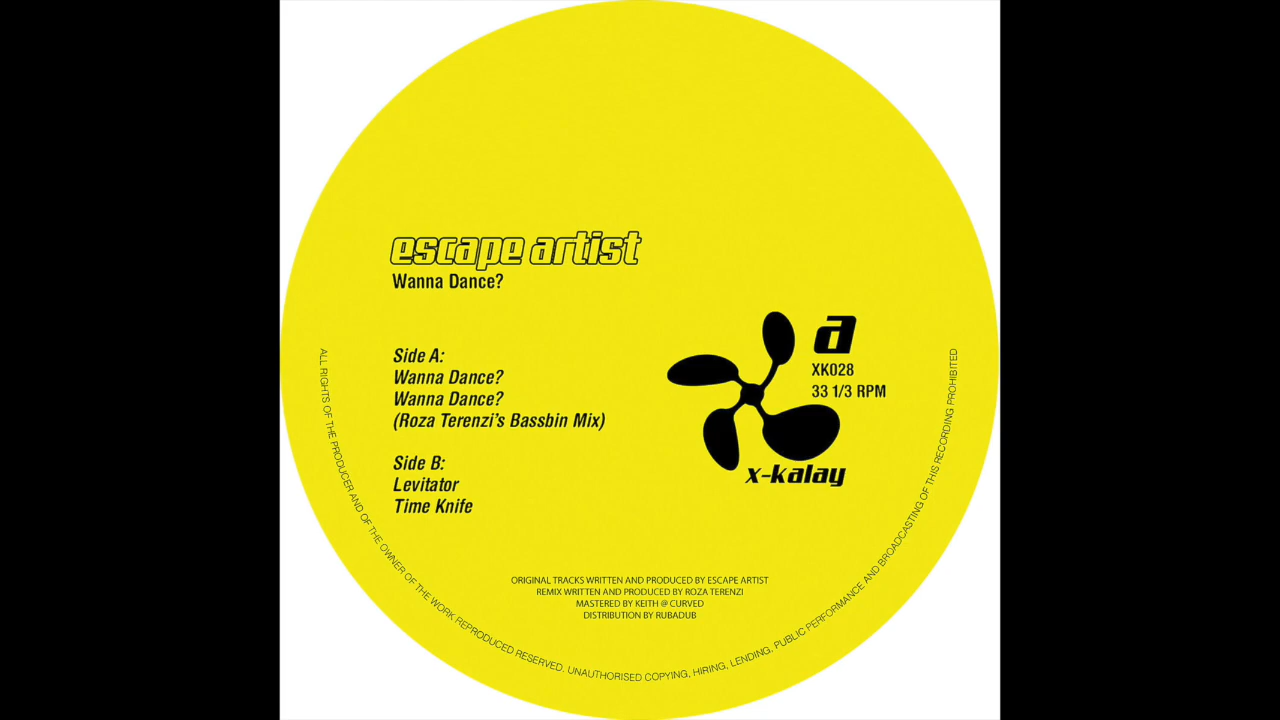 escape artist
Wanna Dance?
Side A:
Wanna Dance?
Wanna Dance?
(Roza Terenzi's Bassbin Mix)
Side B:
Levitator
Time Knife
a
XK028
33 1/3 RPM
x-kalay
ORIGINAL TRACKS WRITTEN AND PRODUCED BY ESCAPE ARTIST
REMIX WRITTEN AND PRODUCED BY ROZA TERENZI
MASTERED BY KEITH @ CURVED
DISTRIBUTION BY RUBADUB
ALL RIGHTS OF THE PRODUCER AND OF THE OWNER OF THE WORK REPRODUCED RESERVED. UNAUTHORISED COPYING, HIRING, LENDING, PUBLIC PERFORMANCE AND BROADCASTING OF THIS RECORDING PROHIBITED